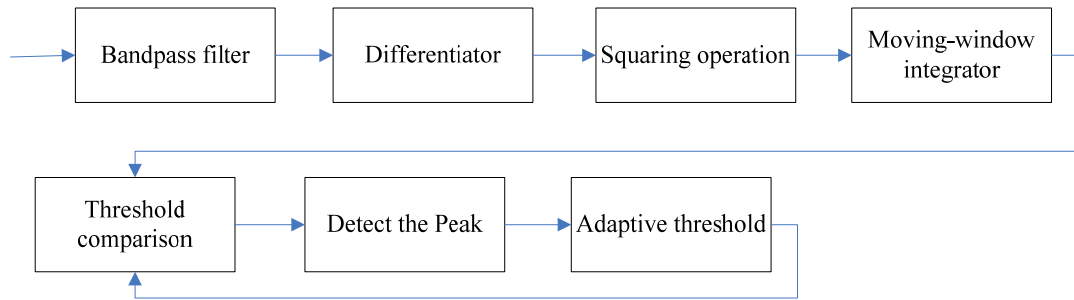 Bandpass filter
Differentiator
Squaring operation
Moving-window
integrator
Threshold
comparison
Detect the Peak
Adaptive threshold